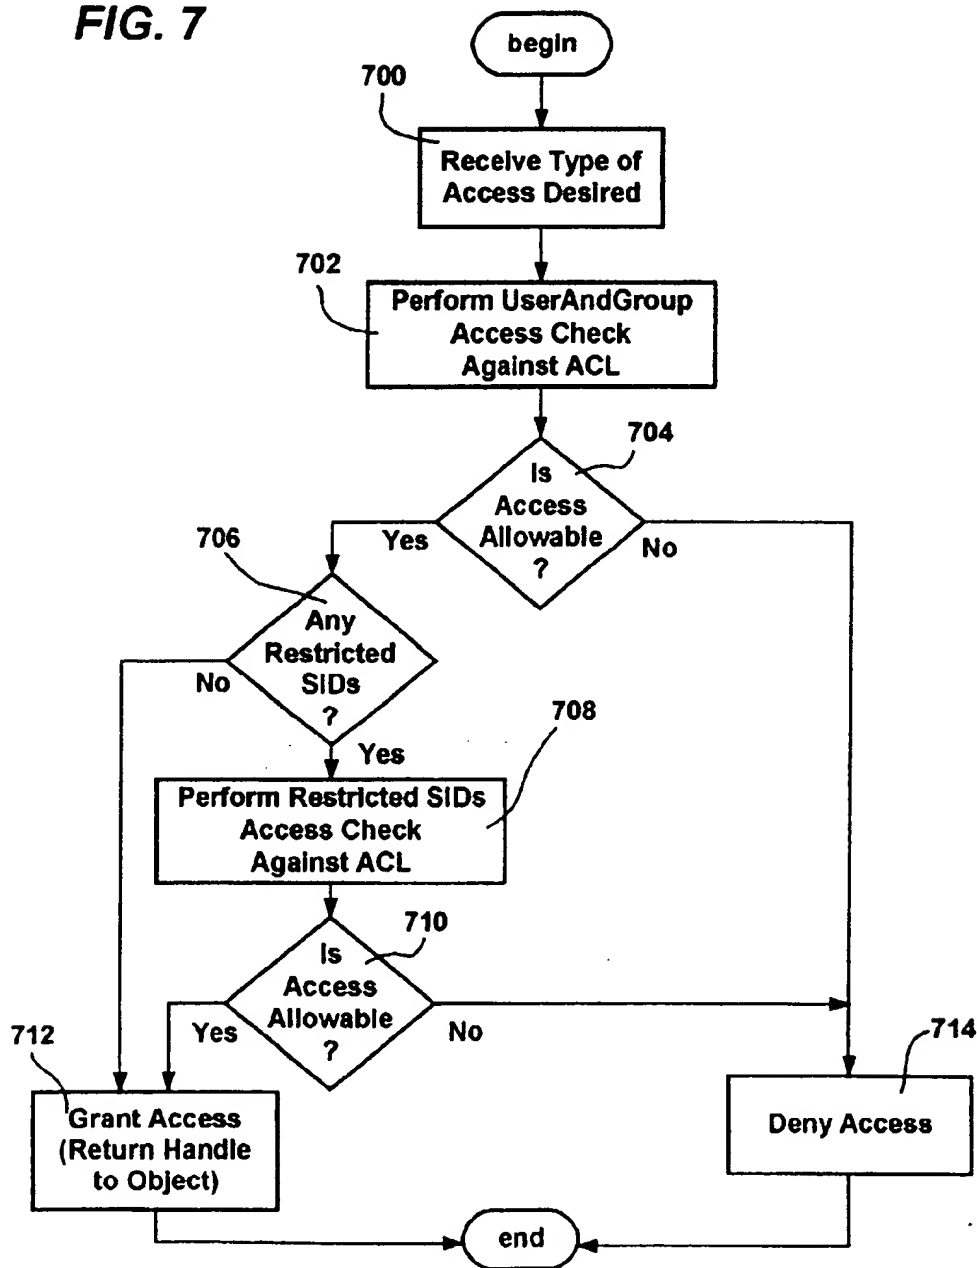 FIG. 7
begin
700
Receive Type of
Access Desired
702
Perform UserAndGroup
Access Check
Against ACL
704
Is
Access
Allowable
?
Yes
No
706
Any
Restricted
SIDs
?
No
Yes
708
Perform Restricted SIDs
Access Check
Against ACL
710
Is
Access
Allowable
?
Yes
No
712
Grant Access
(Return Handle
to Object)
714
Deny Access
end